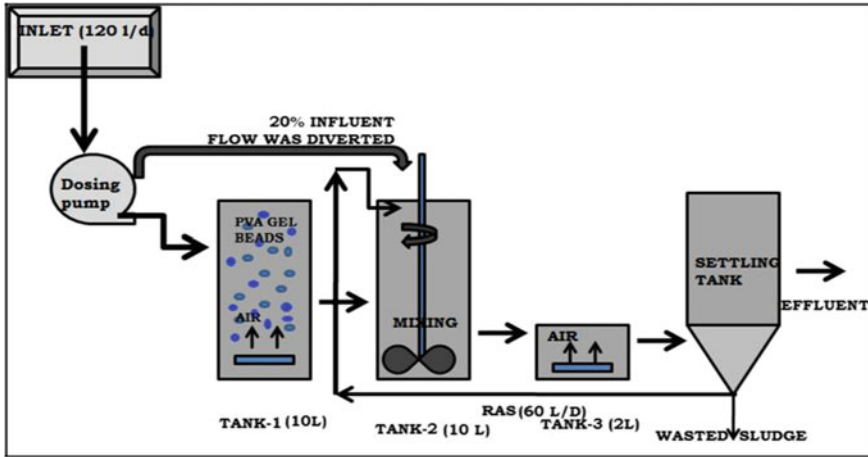 INLET (120 l/d)
20% INFLUENT
FLOW WAS DIVERTED
Dosing
pump
PVA GEL
BEADS
AIR
MIXING
AIR
SETTLING
TANK
EFFLUENT
RAS (60 L/D)
TANK-1 (10L)
TANK-2 (10 L)
TANK-3 (2L)
WASTED SLUDGE